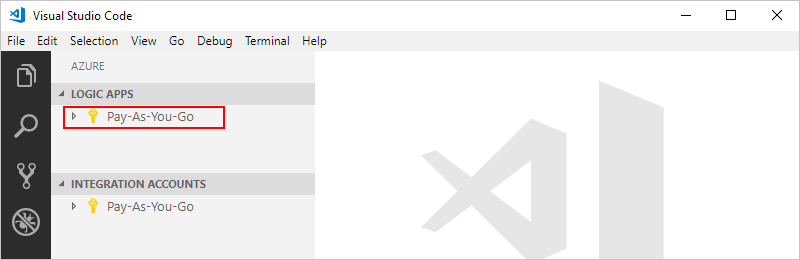 Visual Studio Code
File Edit Selection View Go Debug Terminal Help
AZURE
LOGIC APPS
Pay-As-You-Go
INTEGRATION ACCOUNTS
Pay-As-You-Go